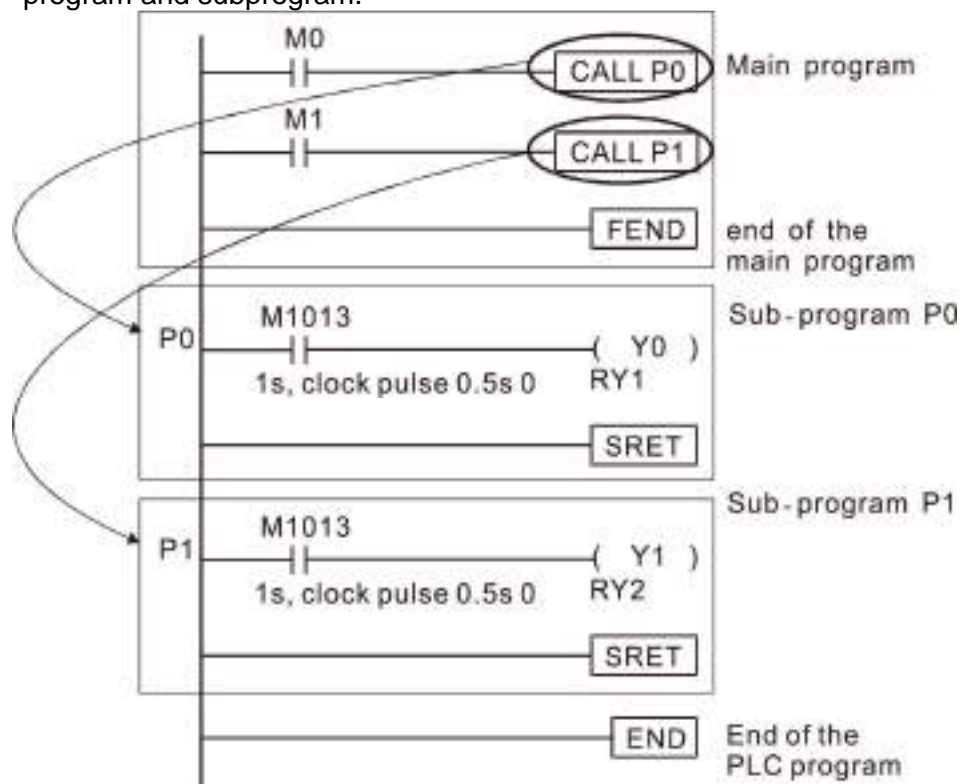 program and subprogram.
M0
CALL P0
Main program
M1
CALL P1
FEND
end of the
main program
Sub-program P0
M1013
P0
( Y0 )
1s, clock pulse 0.5s 0
RY1
SRET
Sub-program P1
M1013
P1
( Y1 )
1s, clock pulse 0.5s 0
RY2
SRET
END
End of the
PLC program